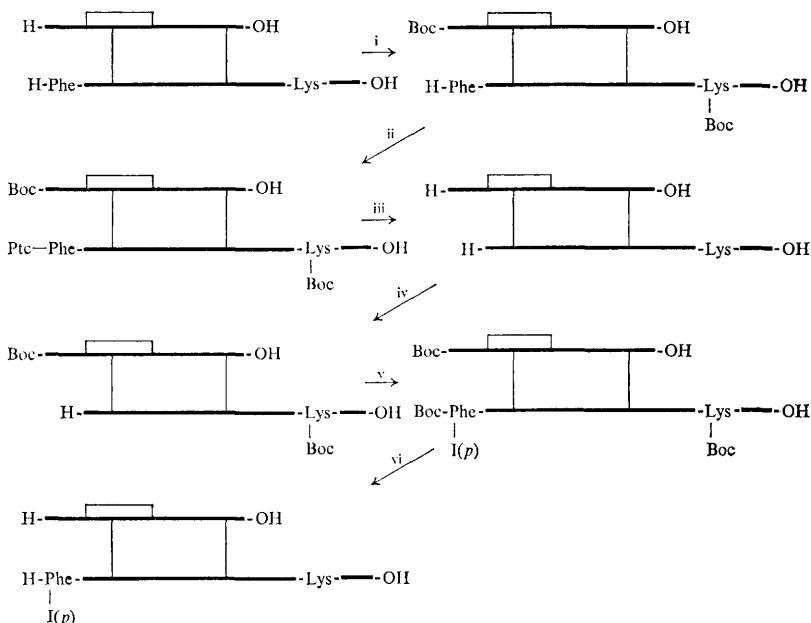 H- -OH i Boc- -OH
H-Phe- -Lys- -OH H-Phe- -Lys- -OH
Boc
ii
Boc- -OH iii H- -OH
Ptc—Phe- -Lys- -OH H- -Lys- -OH
Boc
iv
Boc- -OH v Boc- -OH
H- -Lys- -OH Boc-Phe- -Lys- -OH
Boc I(p) Boc
vi
H- -OH
H-Phe- -Lys- -OH
I(p)